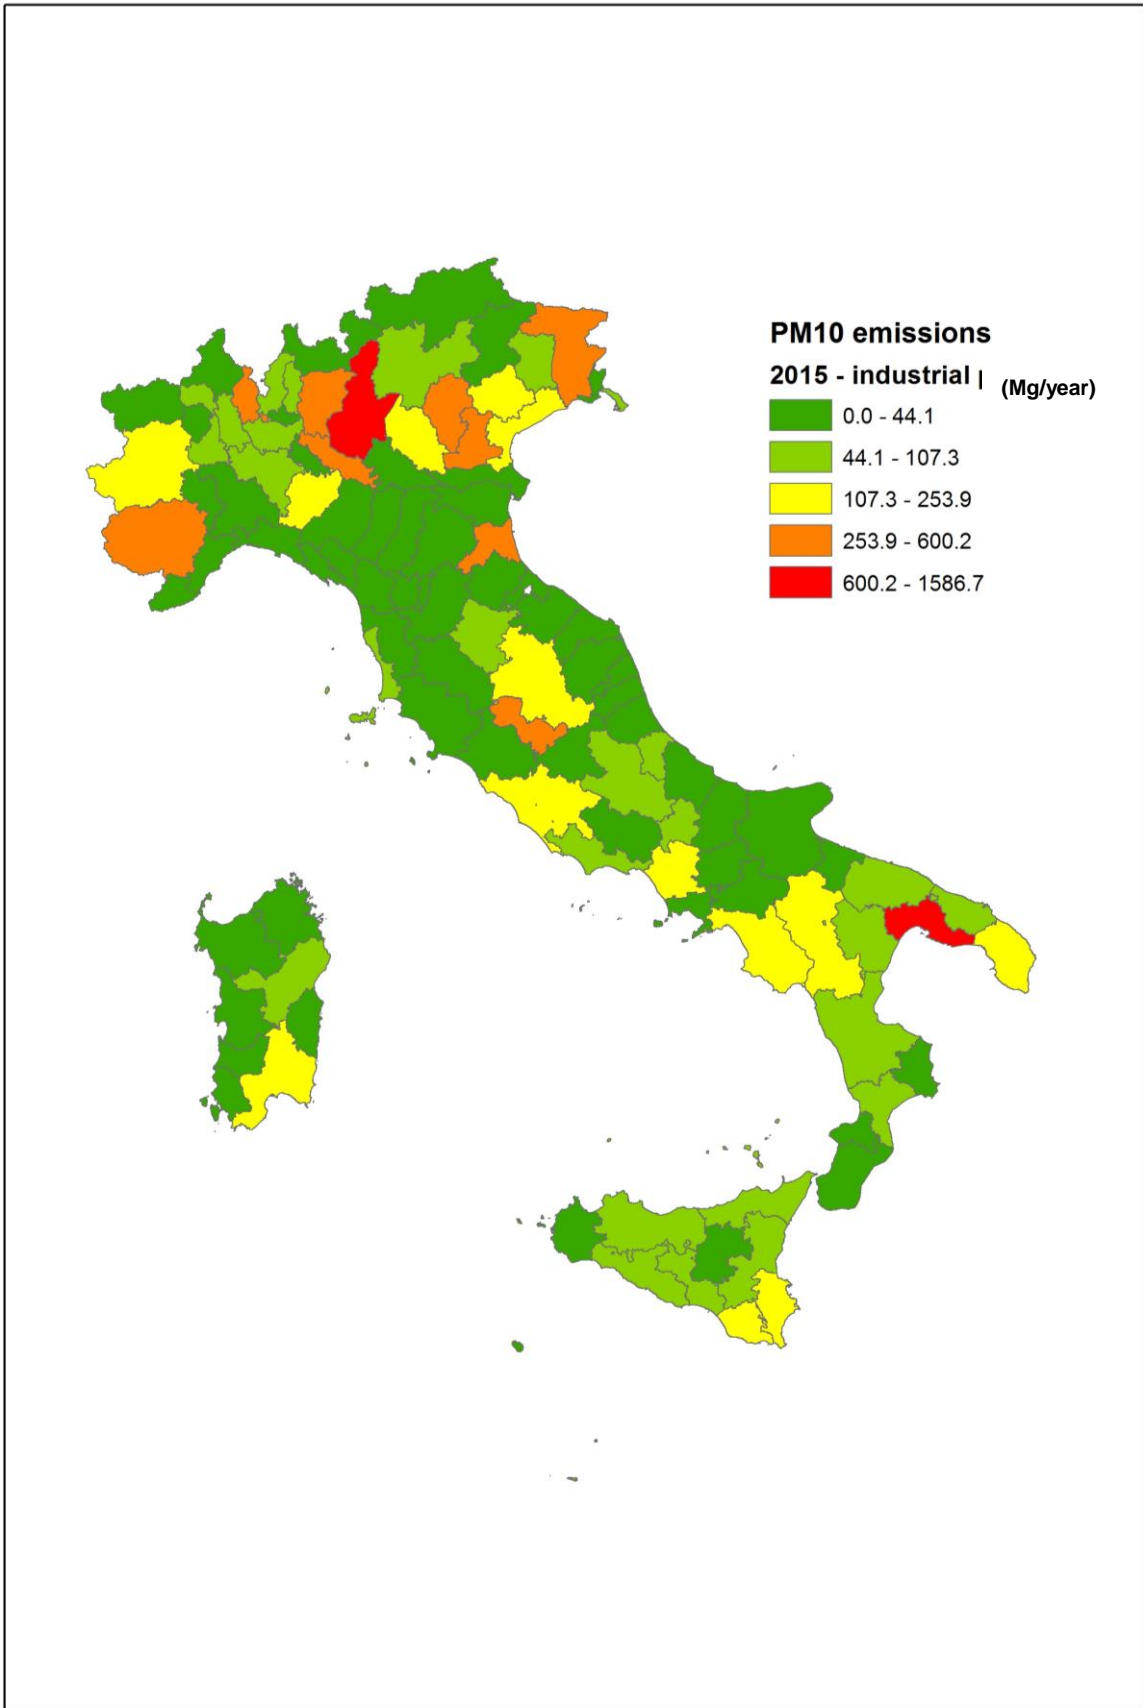 PM10 emissions
2015 - industrial
(Mg/year)
0.0 - 44.1
44.1 - 107.3
107.3 - 253.9
253.9 - 600.2
600.2 - 1586.7